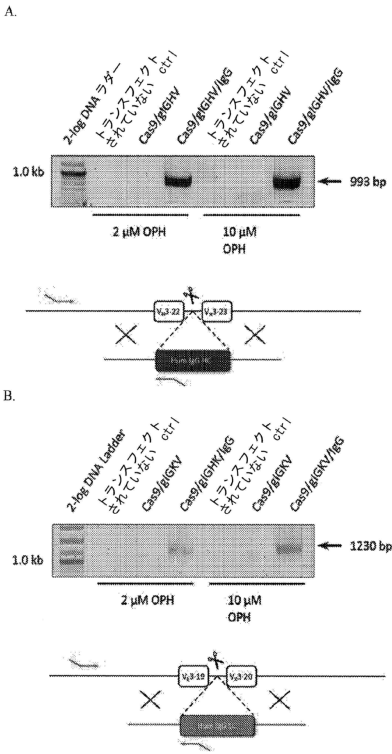 A.
2-log DNA ラダー
トランスフェクト
されていない ctrl
Cas9/gIGHV
Cas9/gIGHV/IgG
トランスフェクト
されていない ctrl
Cas9/gIGHV
Cas9/gIGHV/IgG
1.0 kb
993 bp
2 μM OPH
10 μM
OPH
VH3-22
VH3-23
B.
2-log DNA Ladder
トランスフェクト
されていない ctrl
Cas9/gIGKV
Cas9/gIGHK/IgG
トランスフェクト
されていない ctrl
Cas9/gIGKV
Cas9/gIGKV/IgG
1230 bp
1.0 kb
2 μM OPH
10 μM
OPH
3-19
3-20